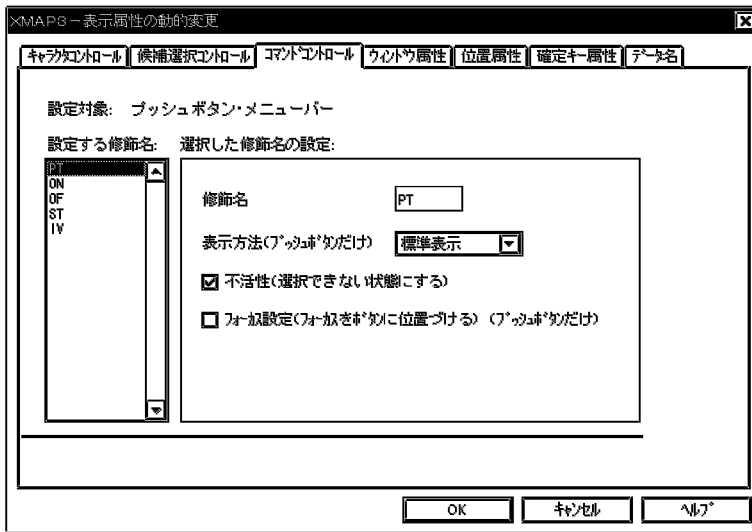 XMAP3－表示属性の動的変更
ｷｬﾗｸﾀｺﾝﾄﾛｰﾙ 候補選択ｺﾝﾄﾛｰﾙ ｺﾏﾝﾄﾞｺﾝﾄﾛｰﾙ ｳｨﾝﾄﾞｳ属性 位置属性 確定キー属性 ﾃﾞｰﾀ名
設定対象: プッシュボタン・メニューバー
設定する修飾名: 選択した修飾名の設定:
PT
ON
OF
ST
IV
修飾名 PT
表示方法(ﾌﾟｯｼｭﾎﾞﾀﾝだけ) 標準表示
不活性(選択できない状態にする)
ﾌｫｰｶｽ設定(ﾌｫｰｶｽをﾎﾞﾀﾝに位置づける) (ﾌﾟｯｼｭﾎﾞﾀﾝだけ)
OK ｷｬﾝｾﾙ ﾍﾙﾌﾟ